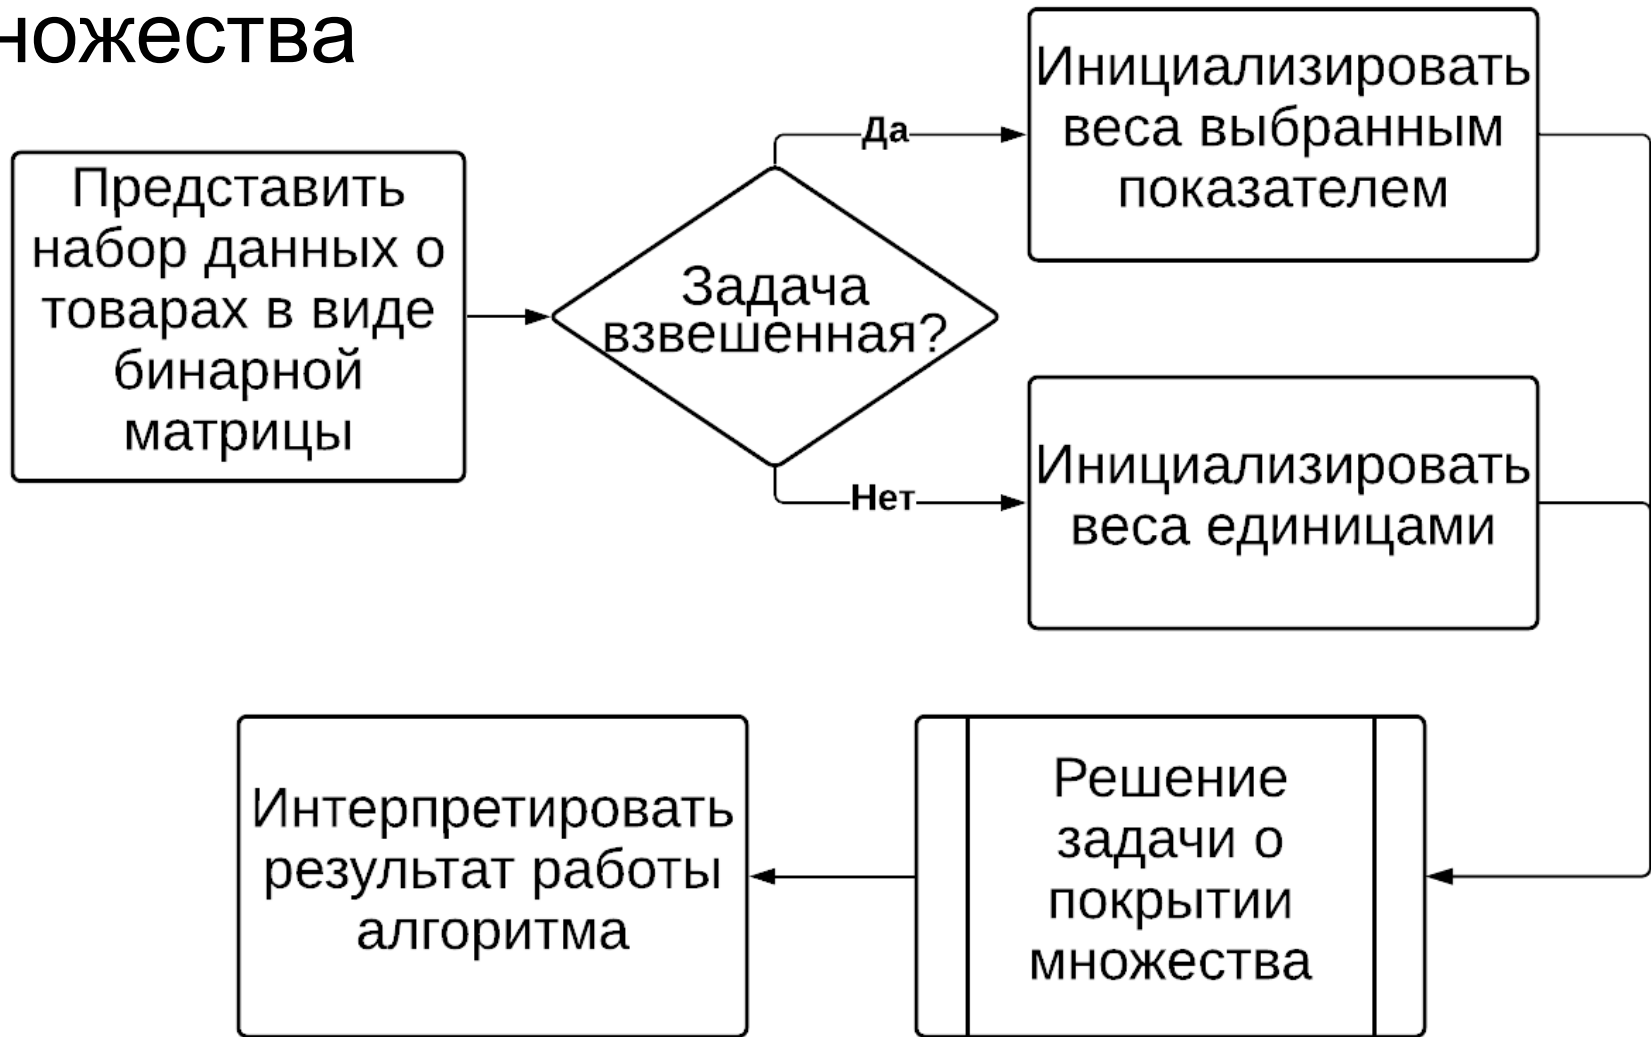 ножества
Представить
набор данных о
товарах в виде
бинарной
матрицы
Задача
взвешенная?
Да
Инициализировать
веса выбранным
показателем
Нет
Инициализировать
веса единицами
Решение
задачи о
покрытии
множества
Интерпретировать
результат работы
алгоритма